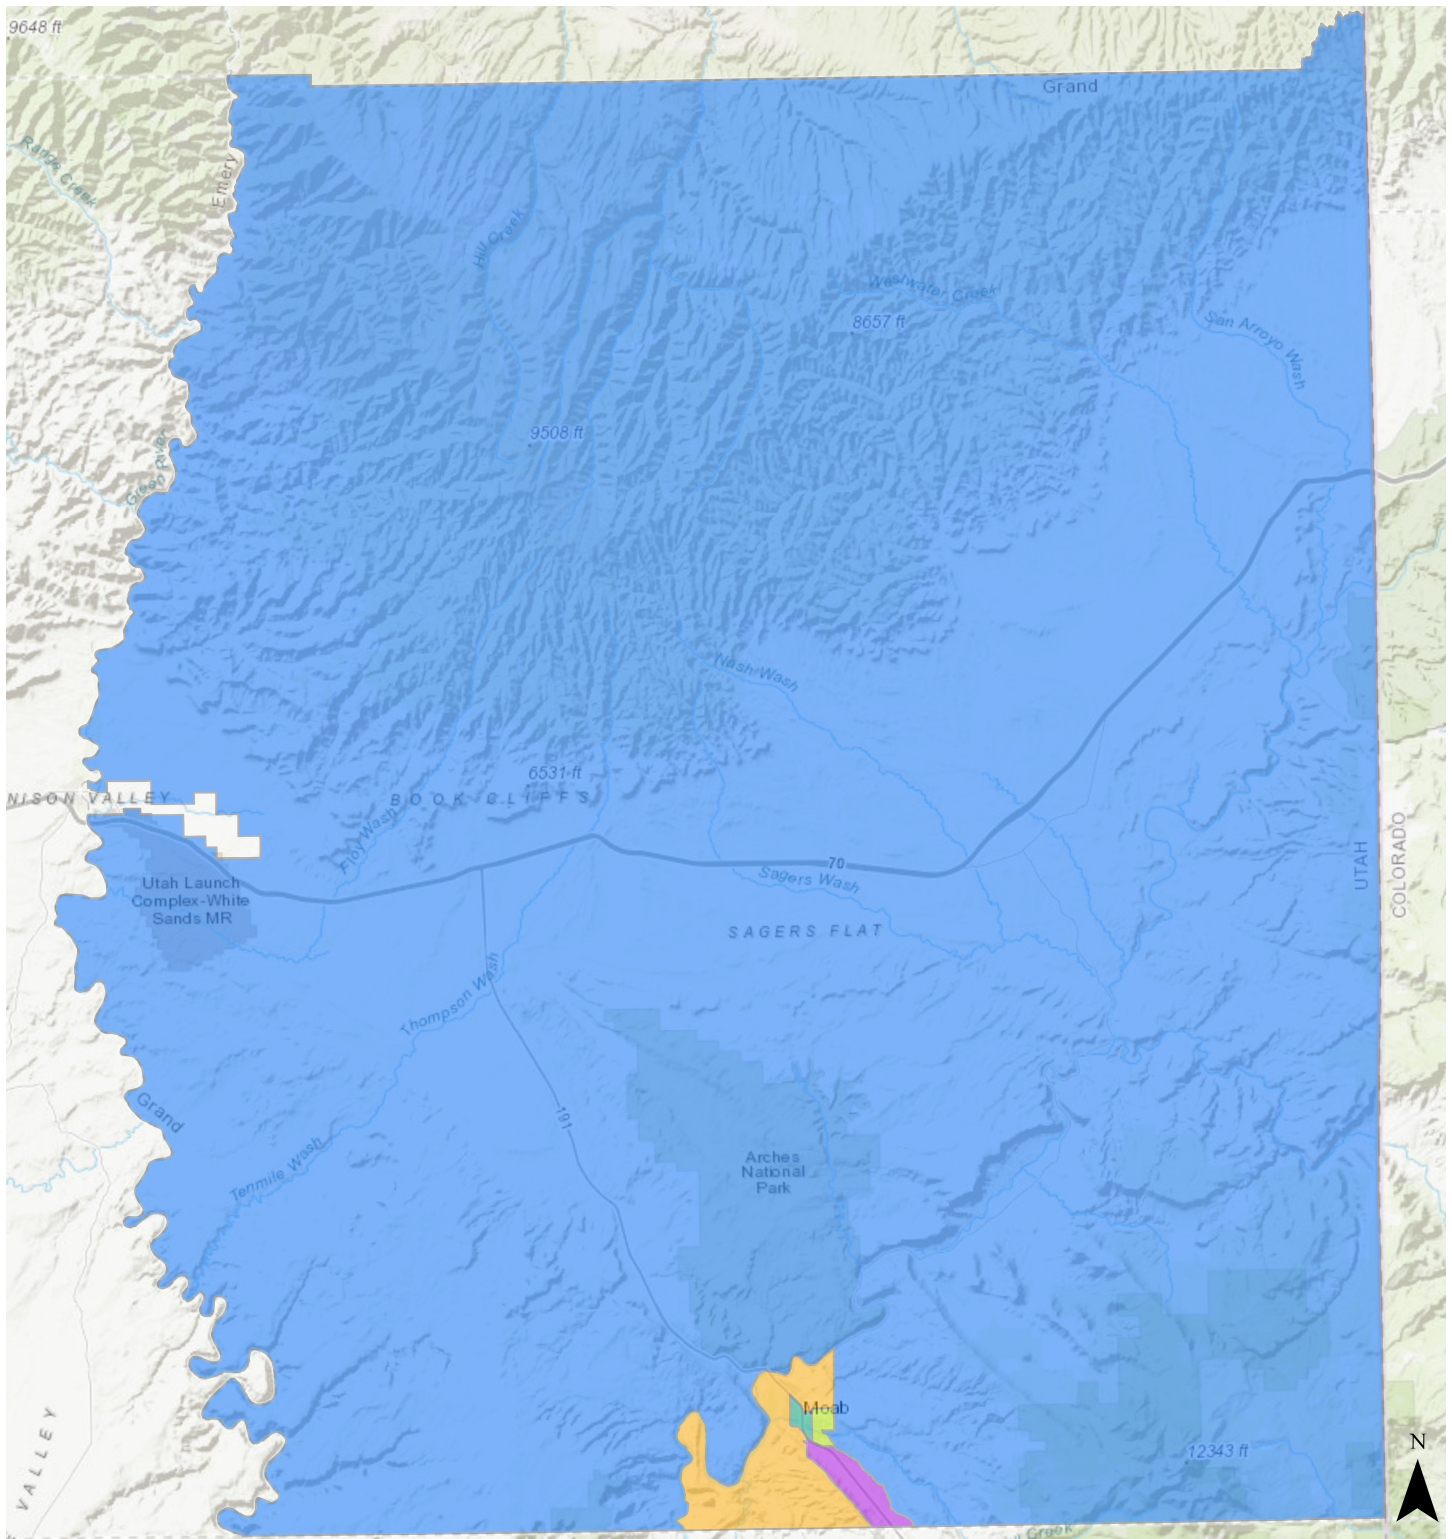 9648 ft
Grand
Range Creek
Emery
Hill Creek
Westwater Creek
8657 ft
San Arroyo Wash
9508 ft
Green River
Nash Wash
6531 ft
NISON VALLEY
BOOK CLIFFS
Floy Wash
70
Sagers Wash
UTAH
COLORADO
Utah Launch
Complex-White
Sands MR
SAGERS FLAT
Thompson Wash
Grand
191
Tenmile Wash
Arches
National
Park
Moab
VALLEY
12343 ft
N
Creek